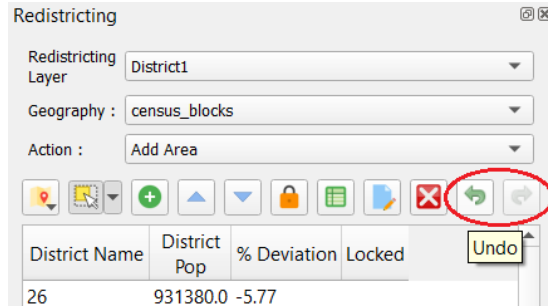 Redistricting
Redistricting Layer District1
Geography : census_blocks
Action : Add Area
District Name District Pop % Deviation Locked
Undo
26 931380.0 -5.77